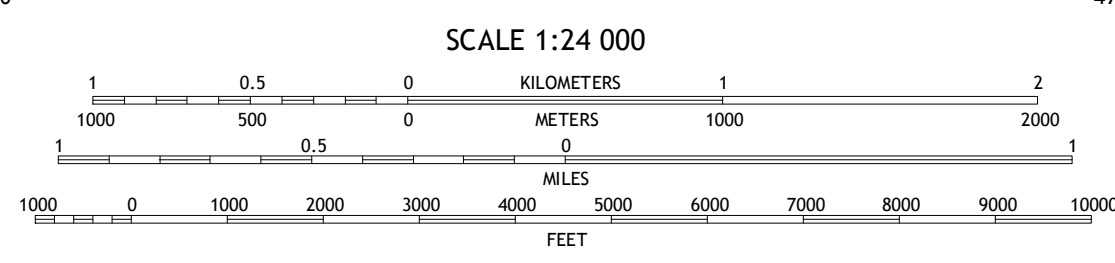 SCALE 1:24 000
1 0.5 0 KILOMETERS 1 2
1000 500 0 METERS 1000 2000
1 0.5 0 1
MILES
1000 0 1000 2000 3000 4000 5000 6000 7000 8000 9000 10000
FEET